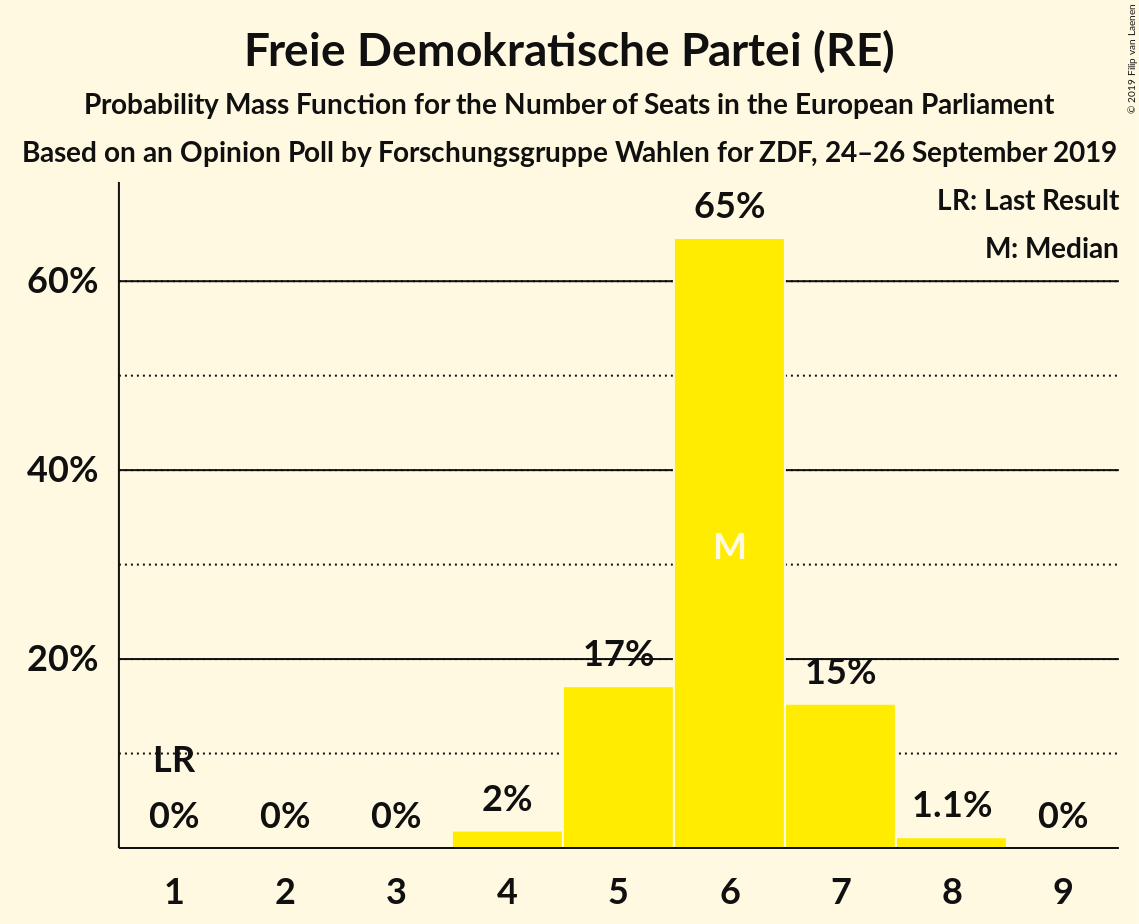 Freie Demokratische Partei (RE)
Probability Mass Function for the Number of Seats in the European Parliament
Based on an Opinion Poll by Forschungsgruppe Wahlen for ZDF, 24–26 September 2019
© 2019 Filip van Laenen
LR: Last Result
M: Median
65%
60%
40%
M
20%
17%
15%
LR
0%
0%
0%
2%
1.1%
0%
1 2 3 4 5 6 7 8 9